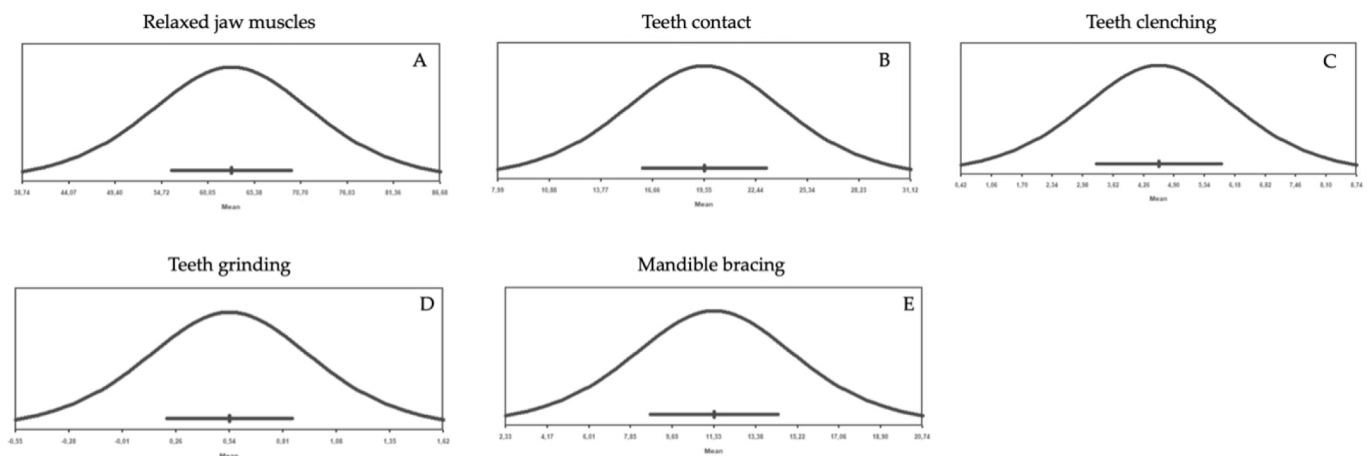 Relaxed jaw muscles
Teeth contact
Teeth clenching
A
B
C
38,74 44,07 49,40 54,72 60,05 65,38 70,70 76,03 81,36 86,68
7,99 10,88 13,77 16,66 19,55 22,44 25,34 28,23 31,12
0,42 1,06 1,70 2,34 2,98 3,62 4,26 4,90 5,54 6,18 6,82 7,46 8,10 8,74
Mean
Mean
Mean
Teeth grinding
Mandible bracing
D
E
-0,55 -0,28 -0,01 0,26 0,54 0,81 1,08 1,35 1,62
2,33 4,17 6,01 7,85 9,69 11,53 13,38 15,22 17,06 18,90 20,74
Mean
Mean